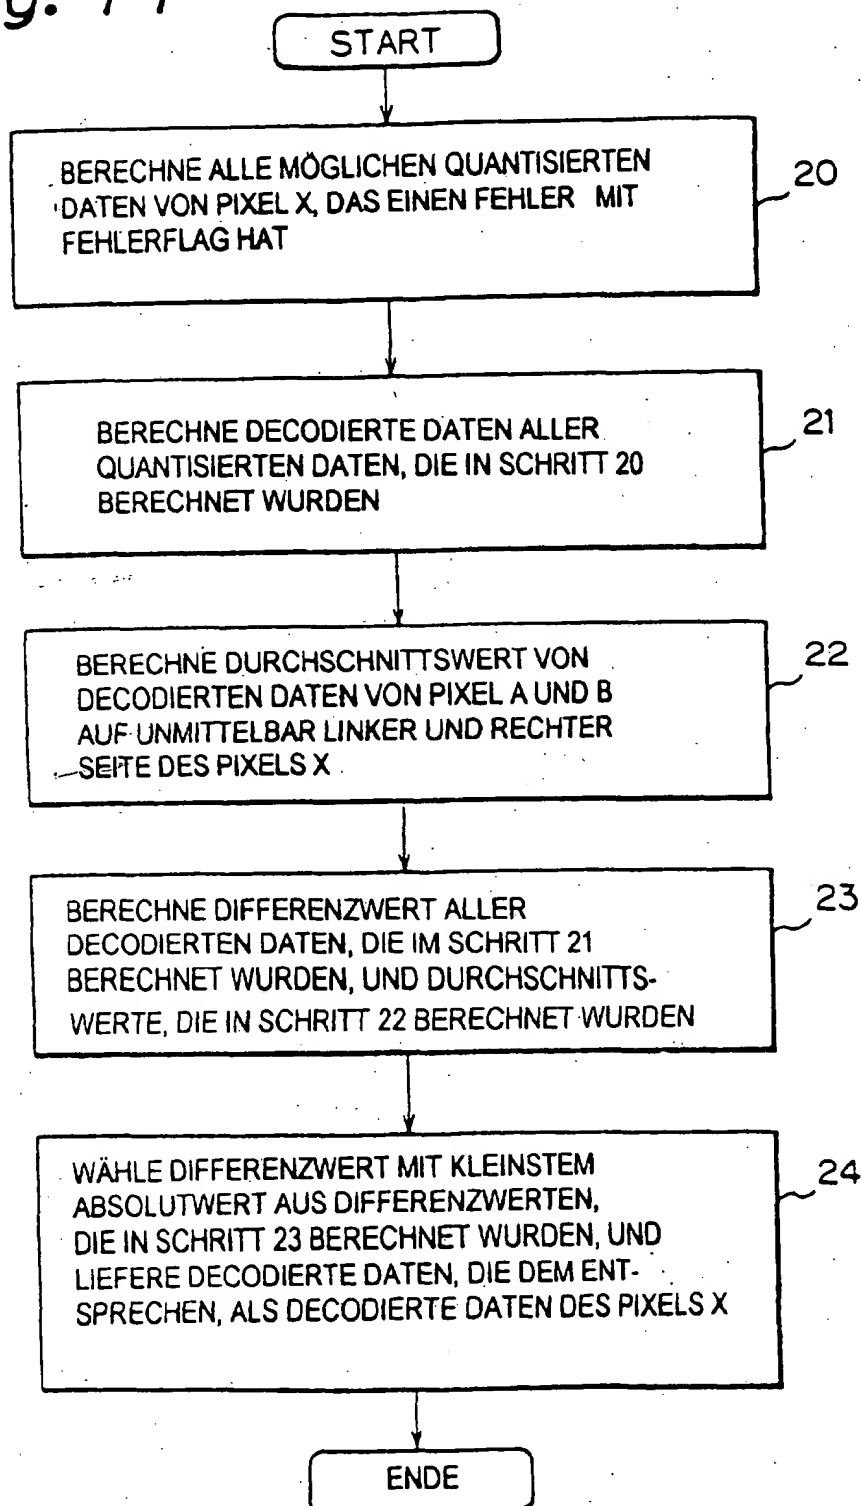 START
BERECHNE ALLE MÖGLICHEN QUANTISIERTEN
DATEN VON PIXEL X, DAS EINEN FEHLER MIT
FEHLERFLAG HAT
20
BERECHNE DECODIERTE DATEN ALLER
QUANTISIERTEN DATEN, DIE IN SCHRITT 20
BERECHNET WURDEN
21
BERECHNE DURCHSCHNITTSWERT VON
DECODIERTEN DATEN VON PIXEL A UND B
AUF UNMITTELBAR LINKER UND RECHTER
SEITE DES PIXELS X
22
BERECHNE DIFFERENZWERT ALLER
DECODIERTEN DATEN, DIE IM SCHRITT 21
BERECHNET WURDEN, UND DURCHSCHNITTS-
WERTE, DIE IN SCHRITT 22 BERECHNET WURDEN
23
WÄHLE DIFFERENZWERT MIT KLEINSTEM
ABSOLUTWERT AUS DIFFERENZWERTEN,
DIE IN SCHRITT 23 BERECHNET WURDEN, UND
LIEFERE DECODIERTE DATEN, DIE DEM ENT-
SPRECHEN, ALS DECODIERTE DATEN DES PIXELS X
24
ENDE